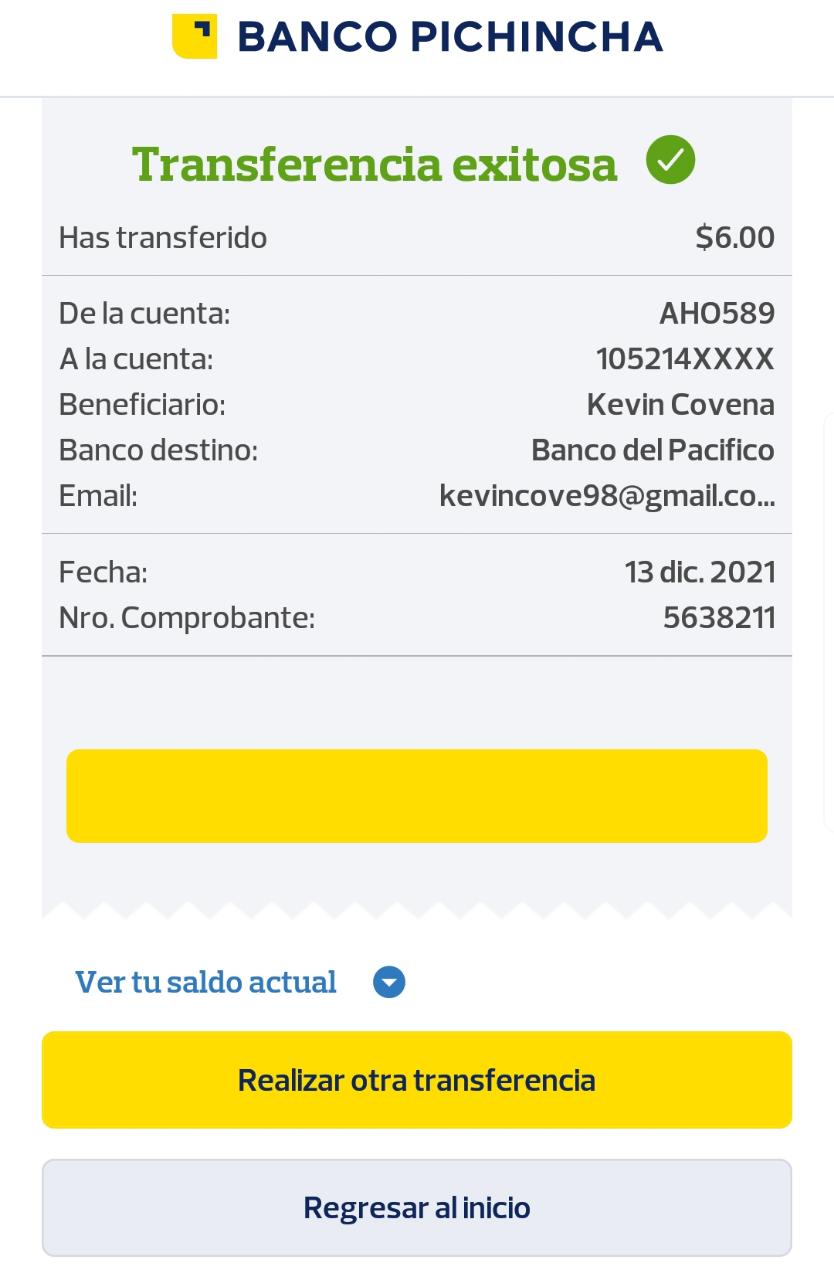 BANCO PICHINCHA
Transferencia exitosa
Has transferido $6.00
De la cuenta: AHO589
A la cuenta: 105214XXXX
Beneficiario: Kevin Covena
Banco destino: Banco del Pacifico
Email: kevincove98@gmail.co...
Fecha: 13 dic. 2021
Nro. Comprobante: 5638211
Ver tu saldo actual
Realizar otra transferencia
Regresar al inicio